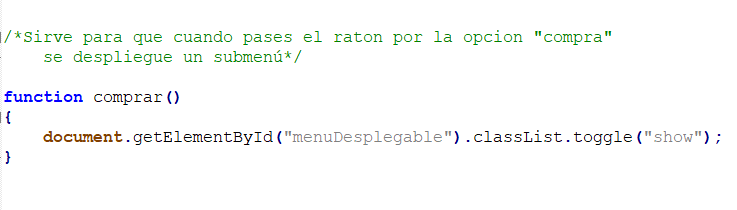 /*Sirve para que cuando pases el raton por la opcion "compra"
se despliegue un submenú*/
function comprar()
{
document.getElementById("menuDesplegable").classList.toggle("show");
}